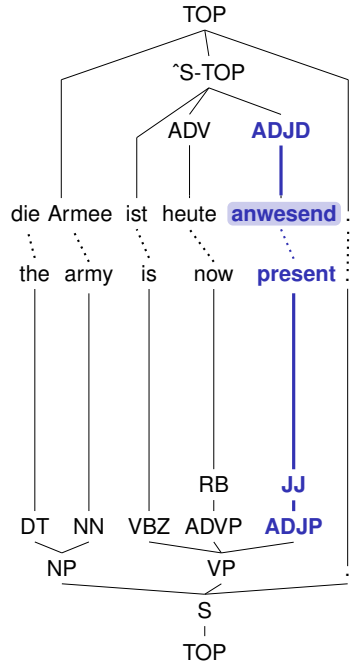 TOP
ˆS-TOP
ADV ADJD
die Armee ist heute anwesend .
the army is now present .
RB JJ
DT NN VBZ ADVP ADJP
NP VP .
S
TOP